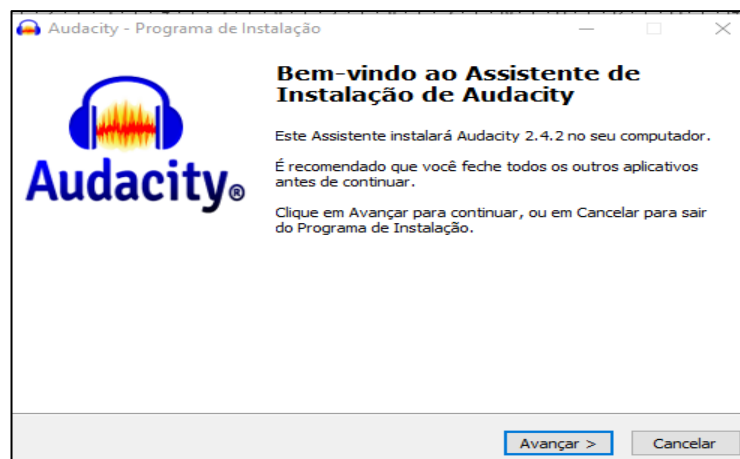 Audacity - Programa de Instalação
Bem-vindo ao Assistente de
Instalação de Audacity
Este Assistente instalará Audacity 2.4.2 no seu computador.
É recomendado que você feche todos os outros aplicativos
antes de continuar.
Clique em Avançar para continuar, ou em Cancelar para sair
do Programa de Instalação.
Audacity®
Avançar >
Cancelar